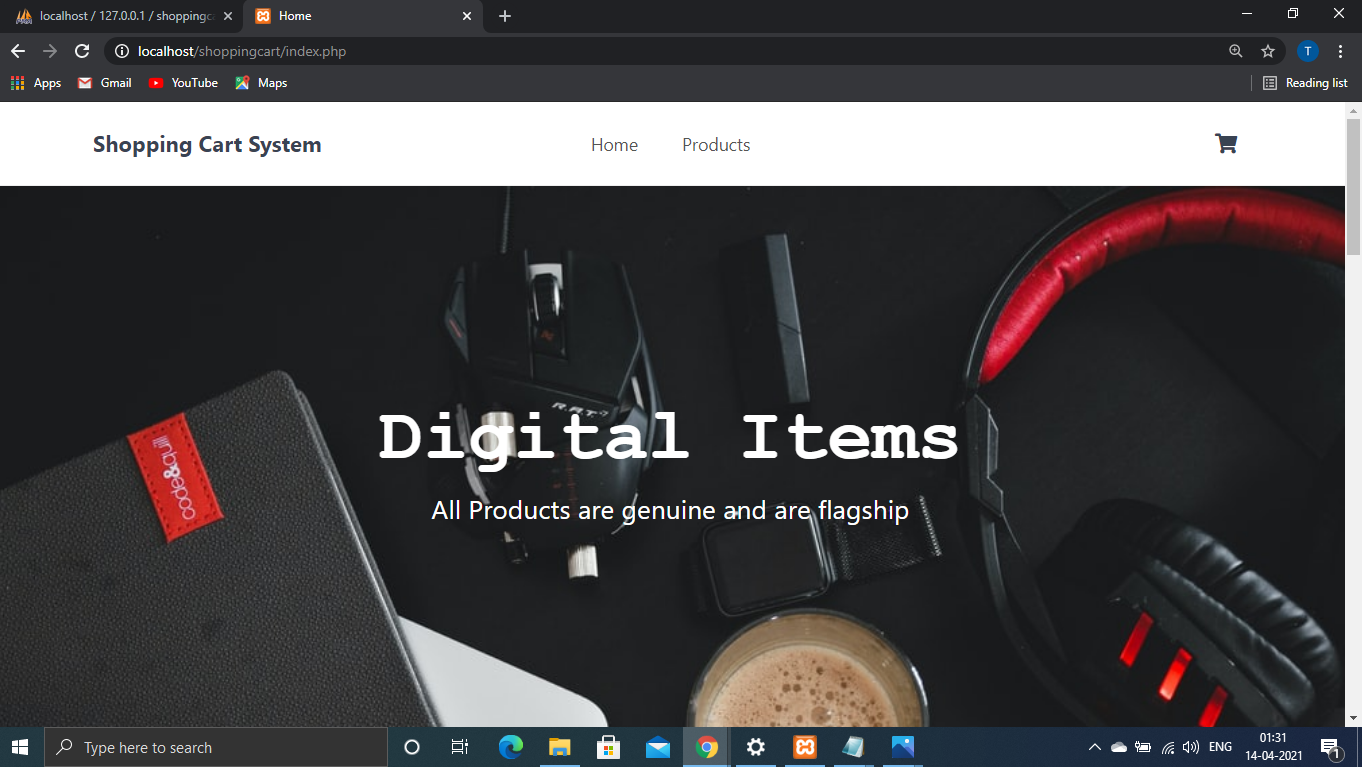 localhost / 127.0.0.1 / shoppingca
Home
localhost/shoppingcart/index.php
T
Apps Gmail YouTube Maps Reading list
Shopping Cart System Home Products
R.A.T.
code&quill
Digital Items
All Products are genuine and are flagship
Type here to search
ENG
01:31
14-04-2021
1